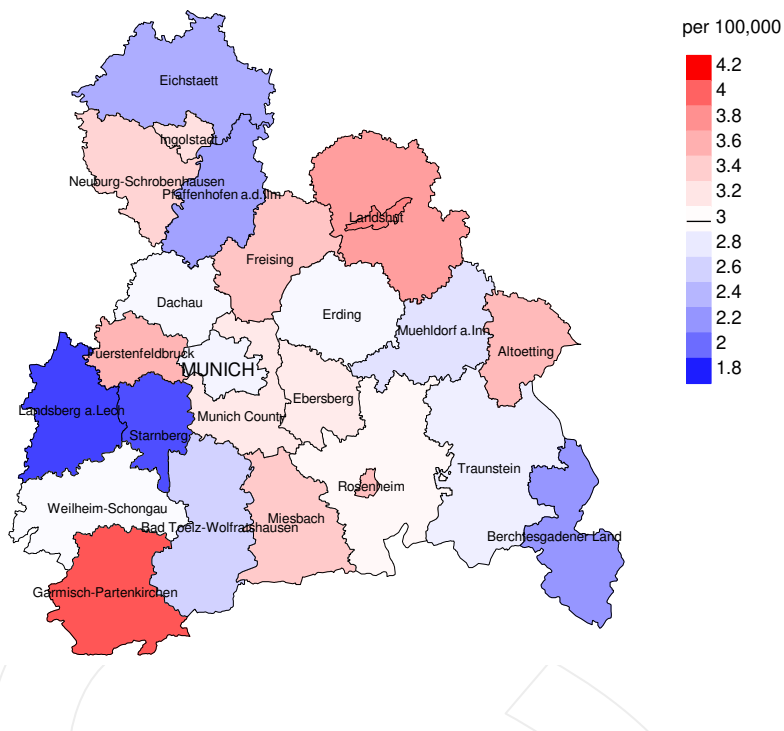 per 100,000
4.2
4
3.8
3.6
3.4
3.2
3
2.8
2.6
2.4
2.2
2
1.8
Eichstaett
Ingolstadt
Neuburg-Schrobenhausen
Pfaffenhofen a.d.Ilm
Landshut
Freising
Dachau
Erding
Muehldorf a.Inn
Altoetting
Fuerstenfeldbruck
MUNICH
Ebersberg
Landsberg a.Lech
Munich County
Starnberg
Traunstein
Rosenheim
Weilheim-Schongau
Miesbach
Bad Toelz-Wolfratshausen
Berchtesgadener Land
Garmisch-Partenkirchen